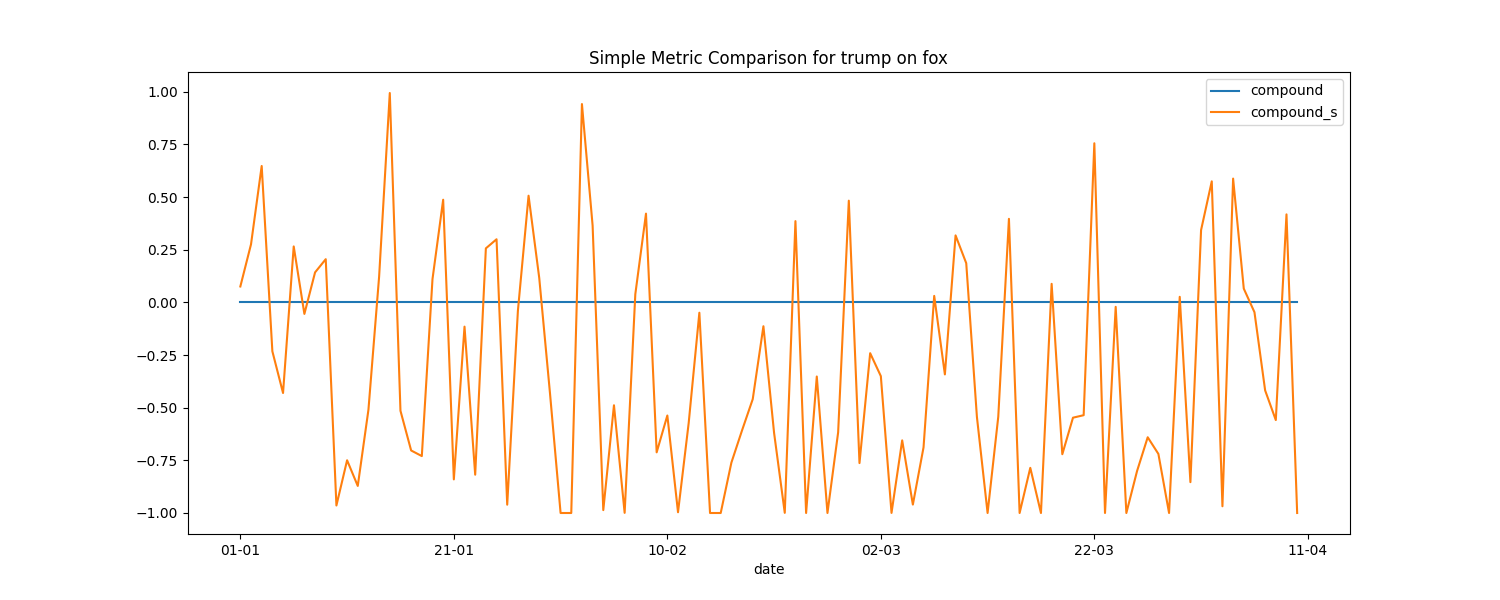 Simple Metric Comparison for trump on fox
compound
compound_s
1.00
0.75
0.50
0.25
0.00
−0.25
−0.50
−0.75
−1.00
01-01 21-01 10-02 02-03 22-03 11-04
date